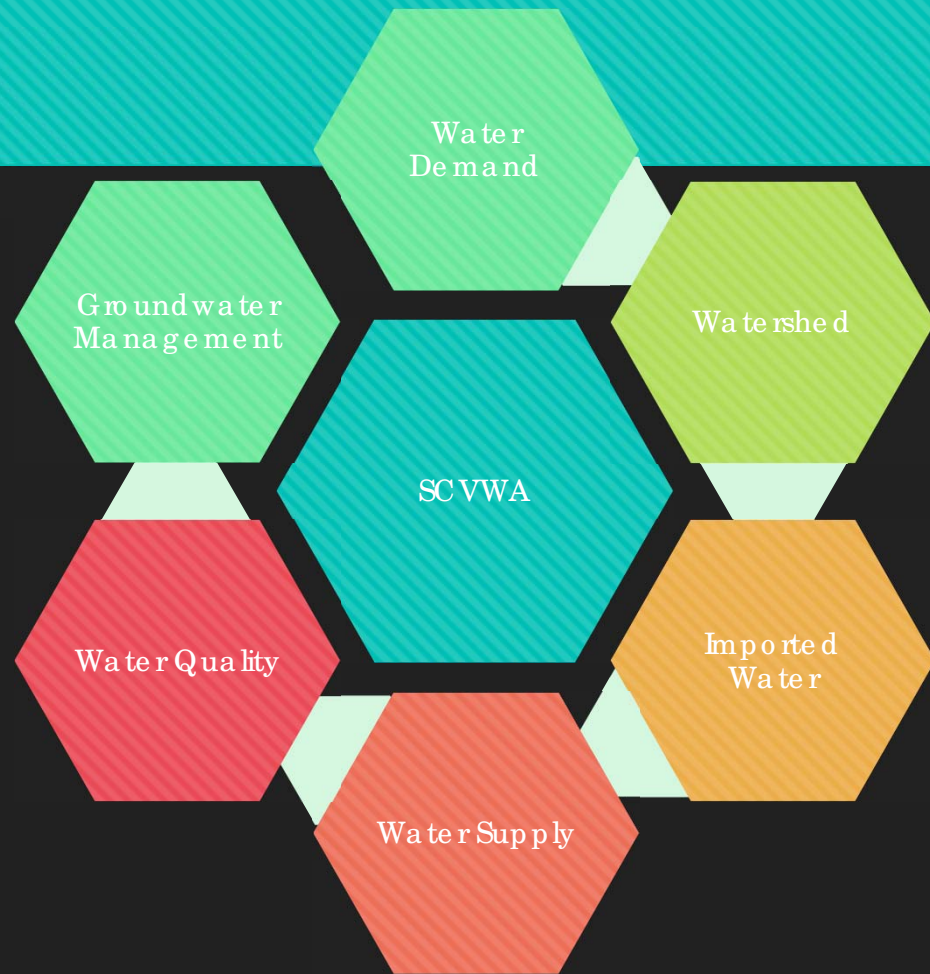 Water
Demand
Groundwater
Management
Watershed
SCVWA
Water Quality
Imported
Water
Water Supply